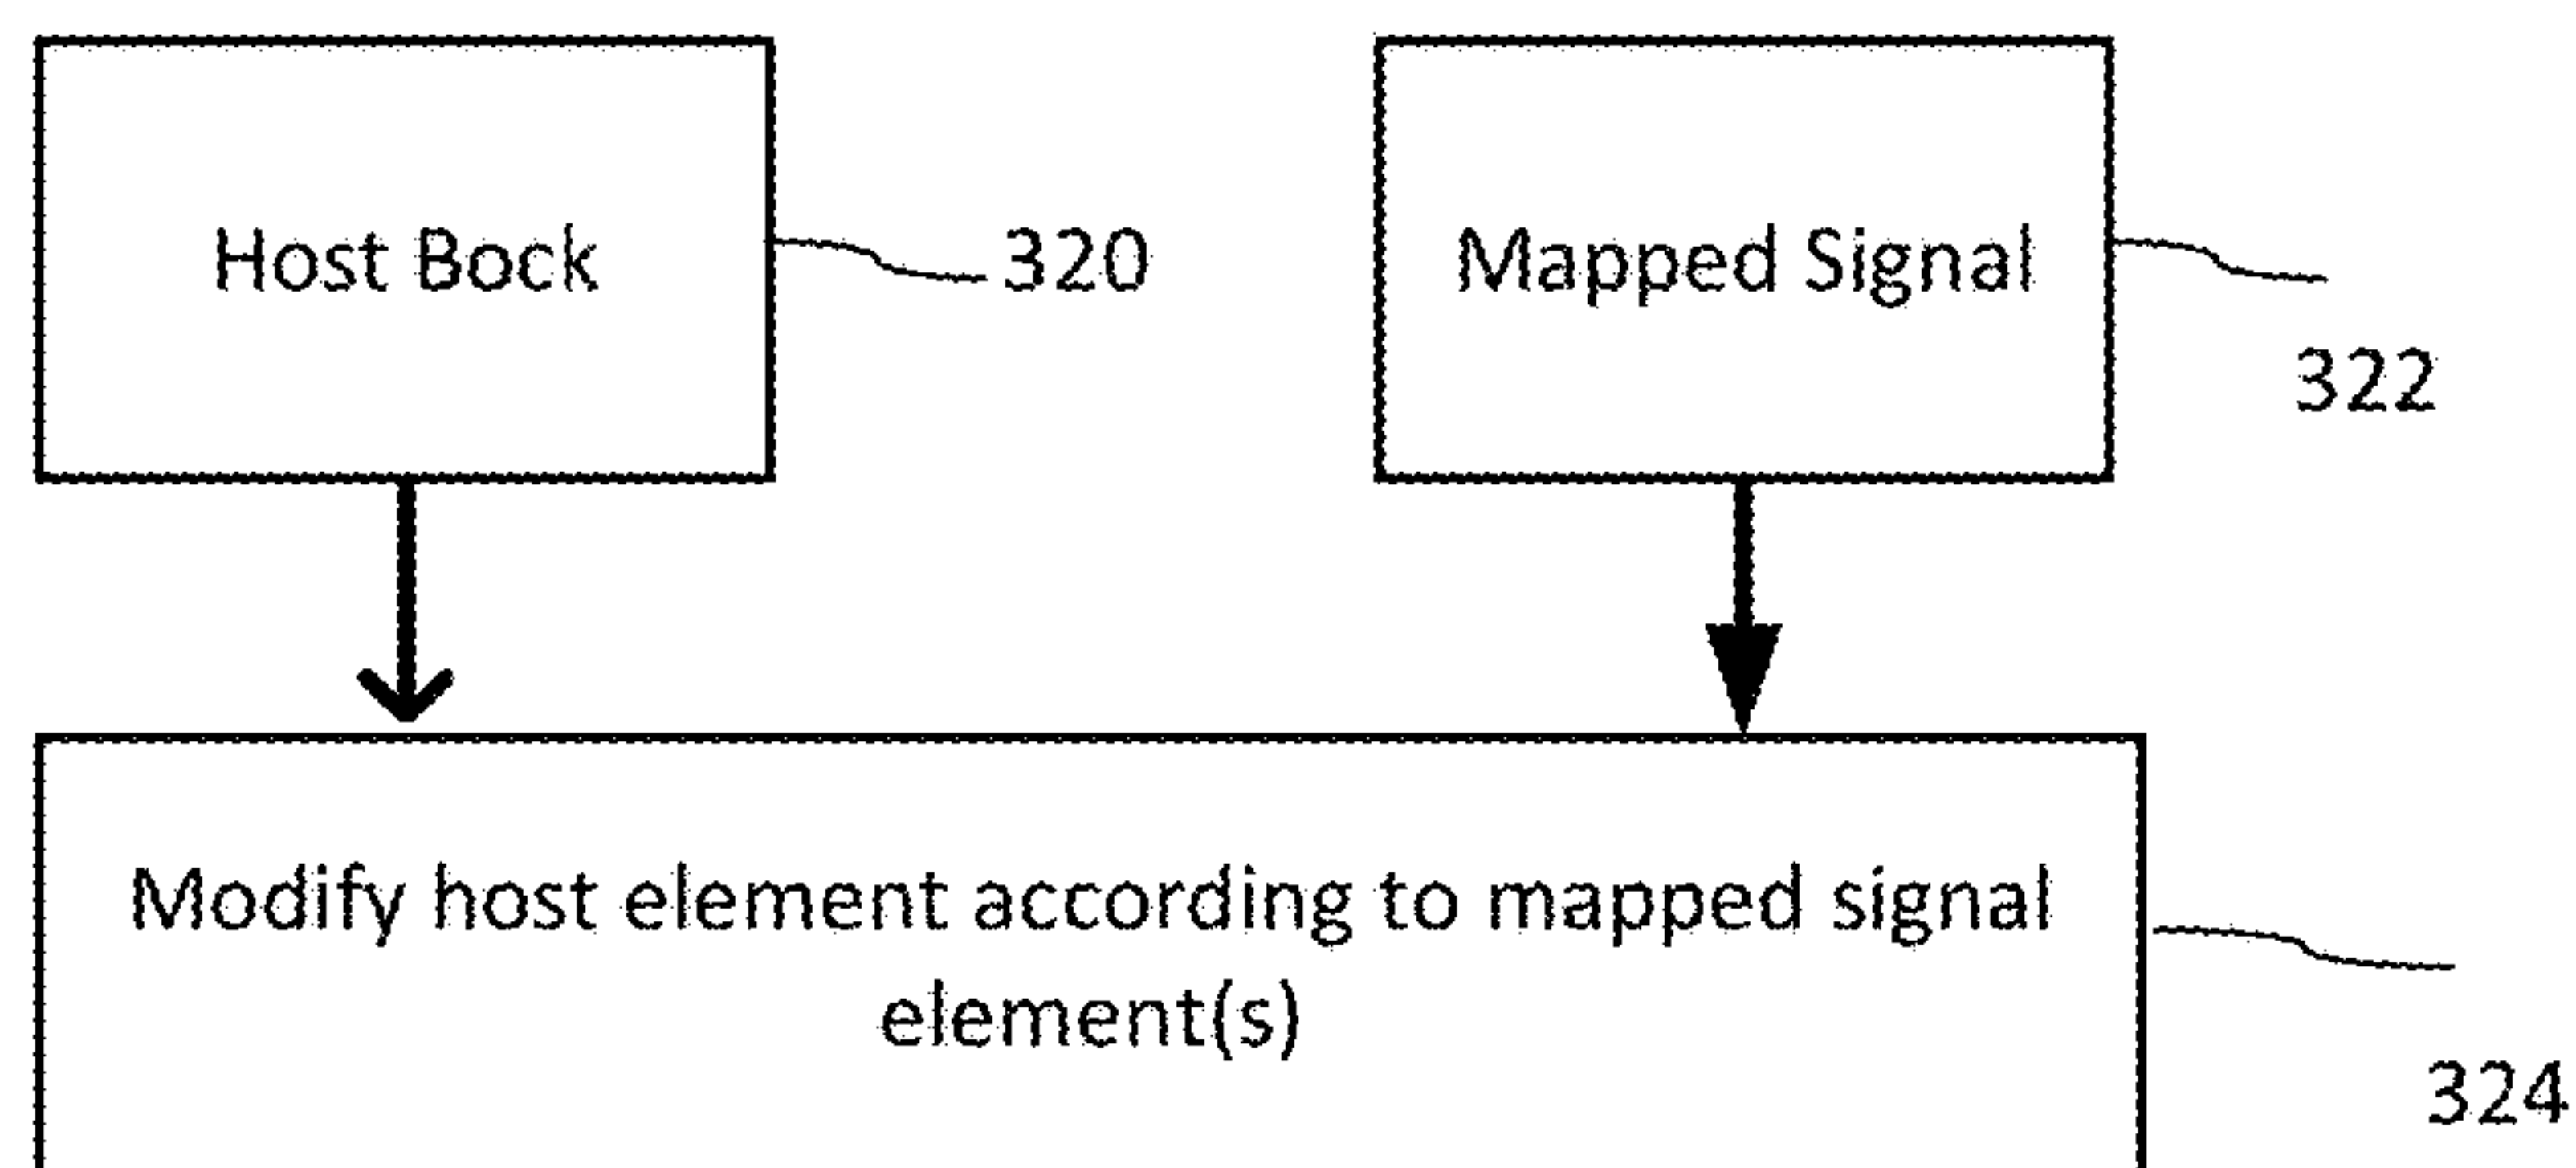 Host Bock
320
Mapped Signal
322
Modify host element according to mapped signal
element(s)
324